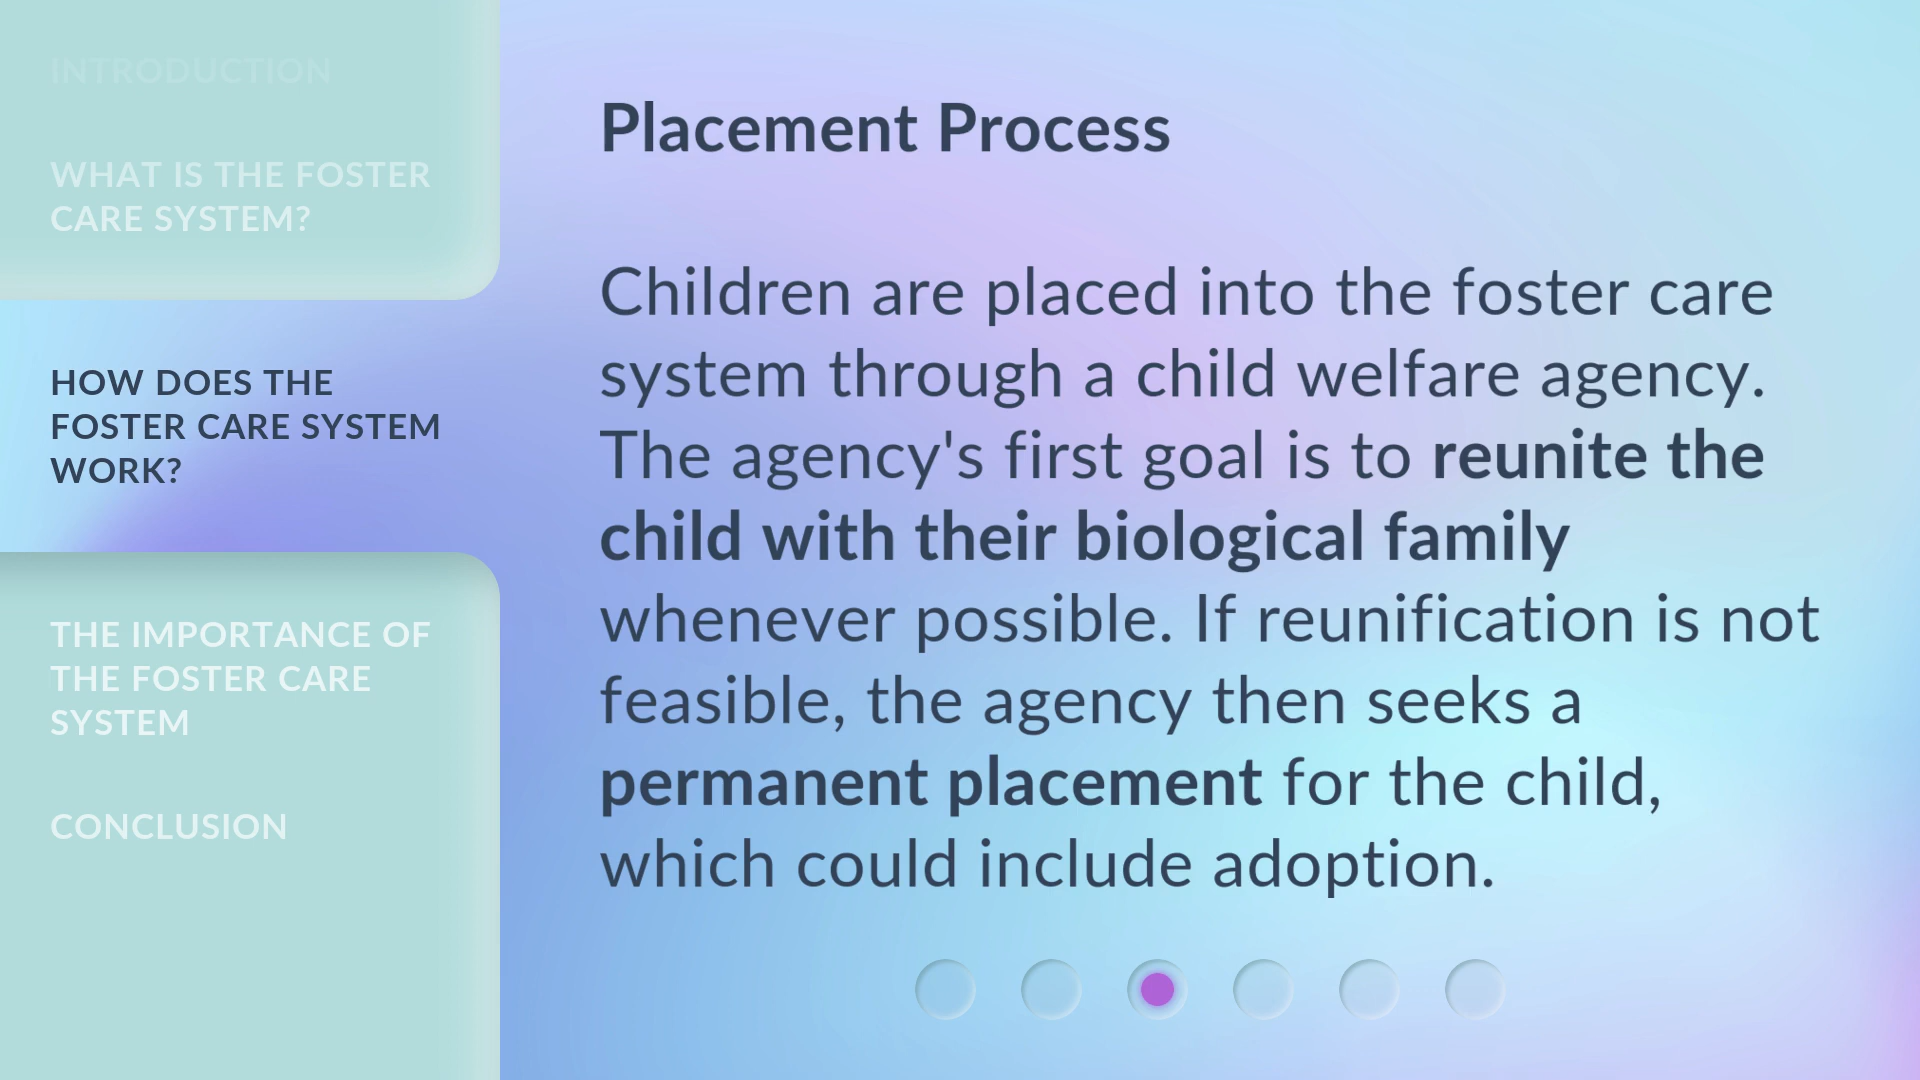 INTRODUCTION
WHAT IS THE FOSTER
CARE SYSTEM?
HOW DOES THE
FOSTER CARE SYSTEM
WORK?
THE IMPORTANCE OF
THE FOSTER CARE
SYSTEM
CONCLUSION
Placement Process
Children are placed into the foster care
system through a child welfare agency.
The agency's first goal is to reunite the
child with their biological family
whenever possible. If reunification is not
feasible, the agency then seeks a
permanent placement for the child,
which could include adoption.